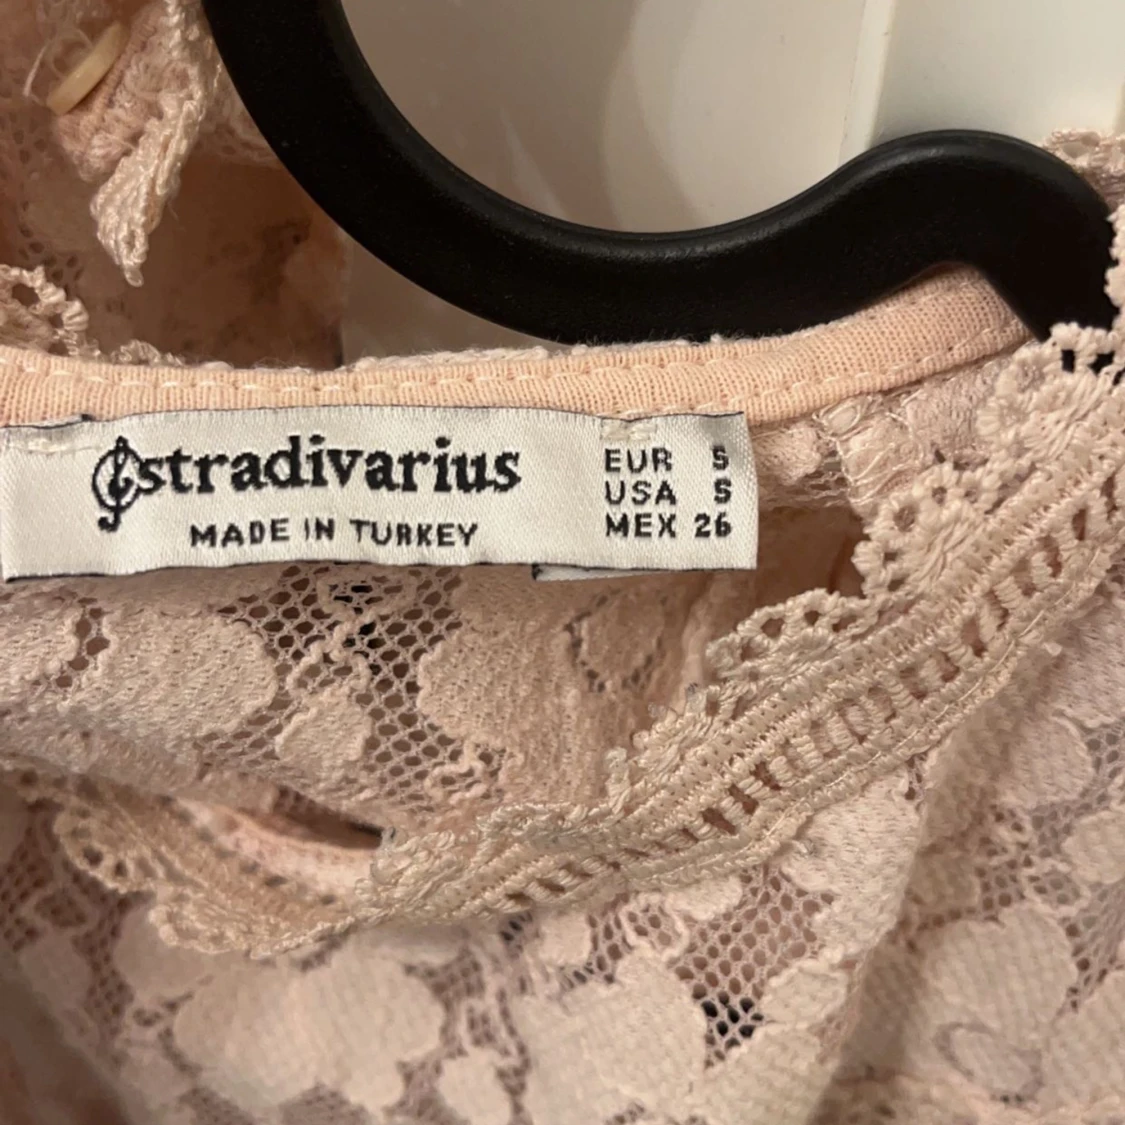 stradivarius
MADE IN TURKEY
EUR S
USA S
MEX 26